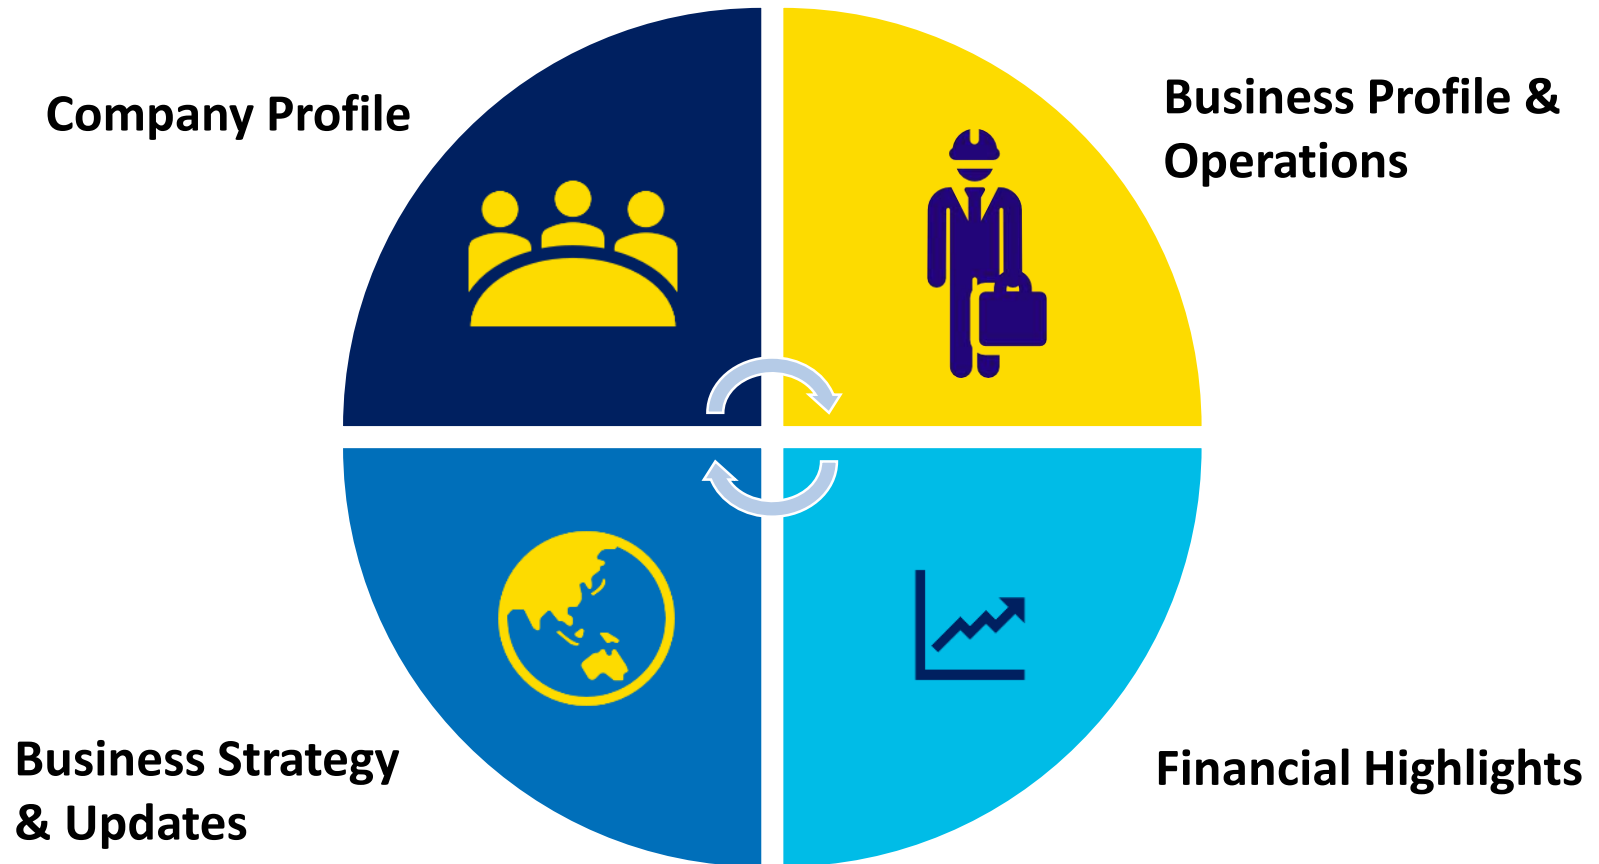 Company Profile
Business Profile &
Operations
Business Strategy
& Updates
Financial Highlights